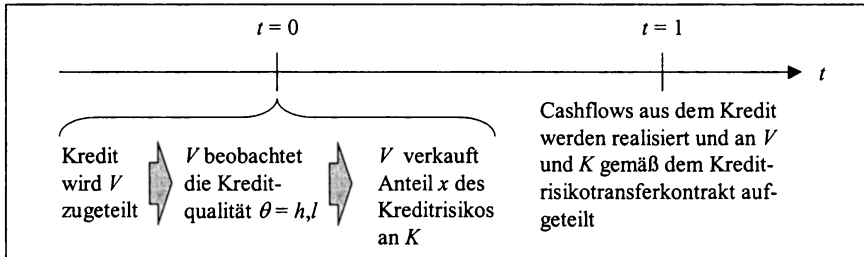 t = 0
t = 1
t
Kredit
wird V
zugeteilt
V beobachtet
die Kredit-
qualität θ = h,l
V verkauft
Anteil x des
Kreditrisikos
an K
Cashflows aus dem Kredit
werden realisiert und an V
und K gemäß dem Kredit-
risikotransferkontrakt auf-
geteilt